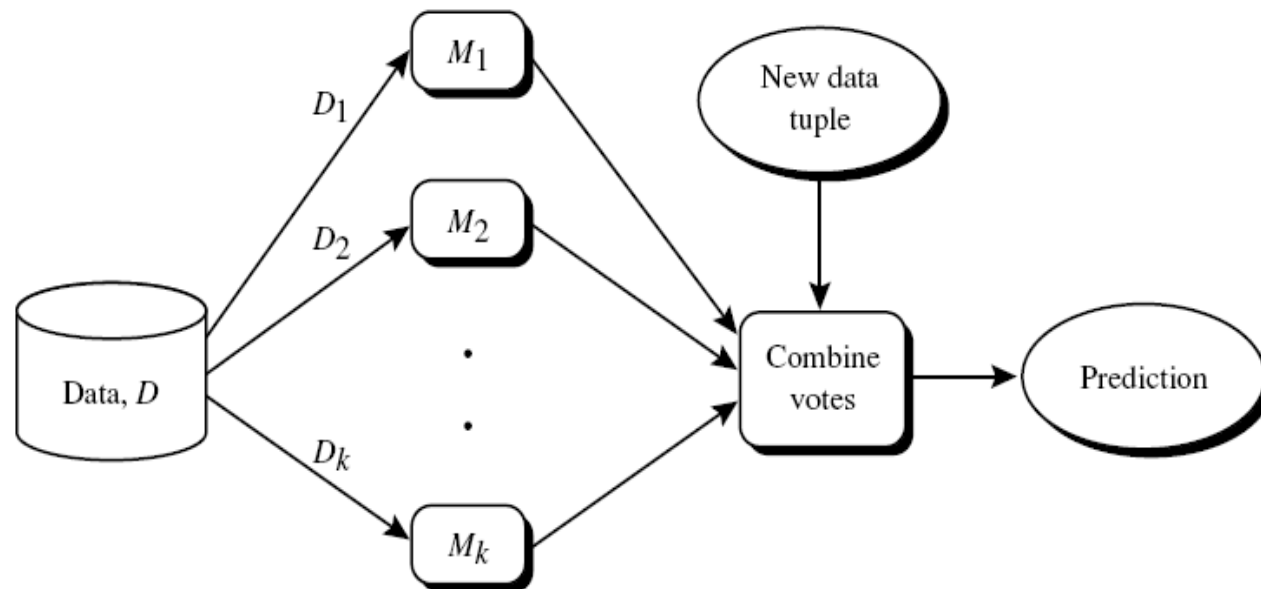 M1
New data
tuple
D1
M2
D2
Data, D
Combine
votes
Prediction
Dk
Mk